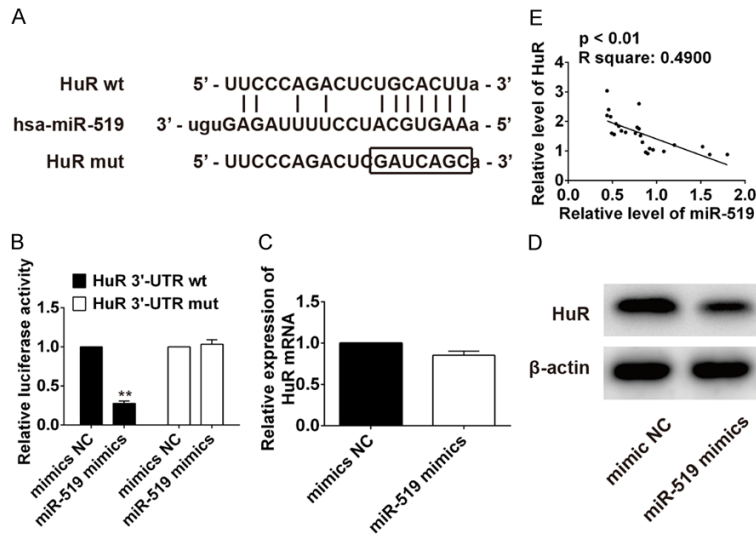 A
HuR wt 5' - UUCCCAGACUCUGCACUUa - 3'
hsa-miR-519 3' - uguGAGAUUUUCCUACGUGAAa - 5'
HuR mut 5' - UUCCCAGACUCGAUCAGCa - 3'
B
Relative luciferase activity
HuR 3'-UTR wt
HuR 3'-UTR mut
1.5
1.0
0.5
0.0
**
mimics NC
miR-519 mimics
mimics NC
miR-519 mimics
C
Relative expression of
HuR mRNA
1.5
1.0
0.5
0.0
mimics NC
miR-519 mimics
E
p < 0.01
R square: 0.4900
Relative level of HuR
4
3
2
1
0
0.0 0.5 1.0 1.5 2.0
Relative level of miR-519
D
HuR
β-actin
mimic NC
miR-519 mimics